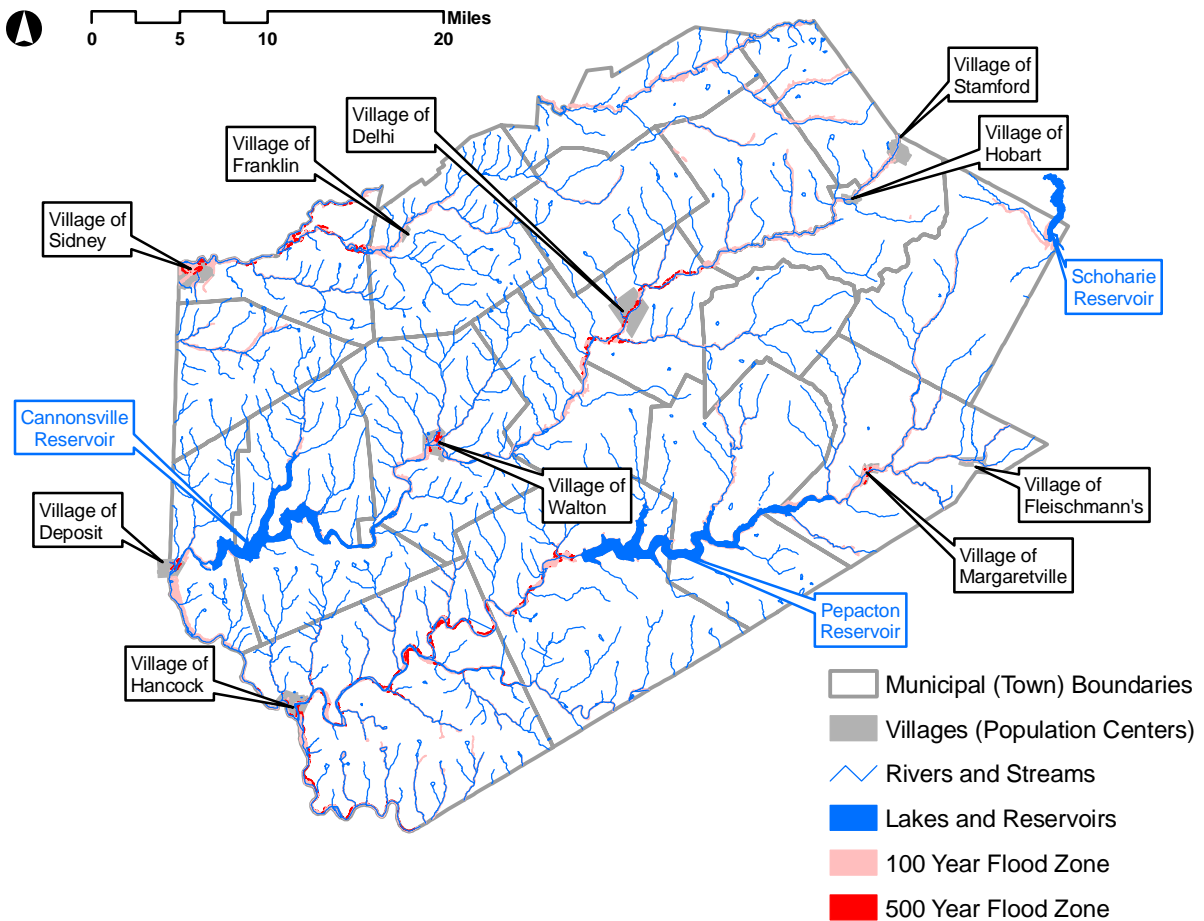 Miles
0 5 10 20
Village of
Stamford
Village of
Delhi
Village of
Hobart
Village of
Franklin
Village of
Sidney
Schoharie
Reservoir
Cannonsville
Reservoir
Village of
Walton
Village of
Fleischmann's
Village of
Deposit
Village of
Margaretville
Pepacton
Reservoir
Village of
Hancock
Municipal (Town) Boundaries
Villages (Population Centers)
Rivers and Streams
Lakes and Reservoirs
100 Year Flood Zone
500 Year Flood Zone